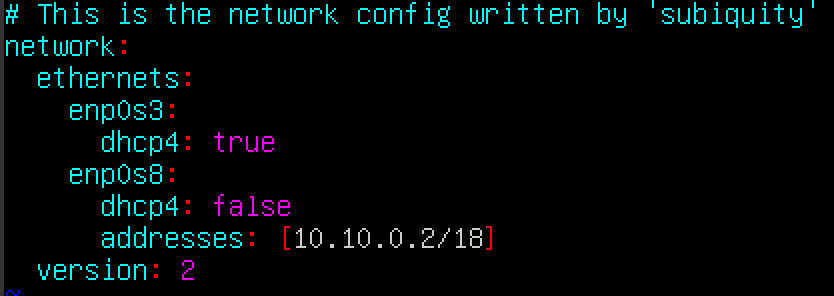 # This is the network config written by 'subiquity'
network:
  ethernets:
    enp0s3:
      dhcp4: true
    enp0s8:
      dhcp4: false
      addresses: [10.10.0.2/18]
  version: 2
~